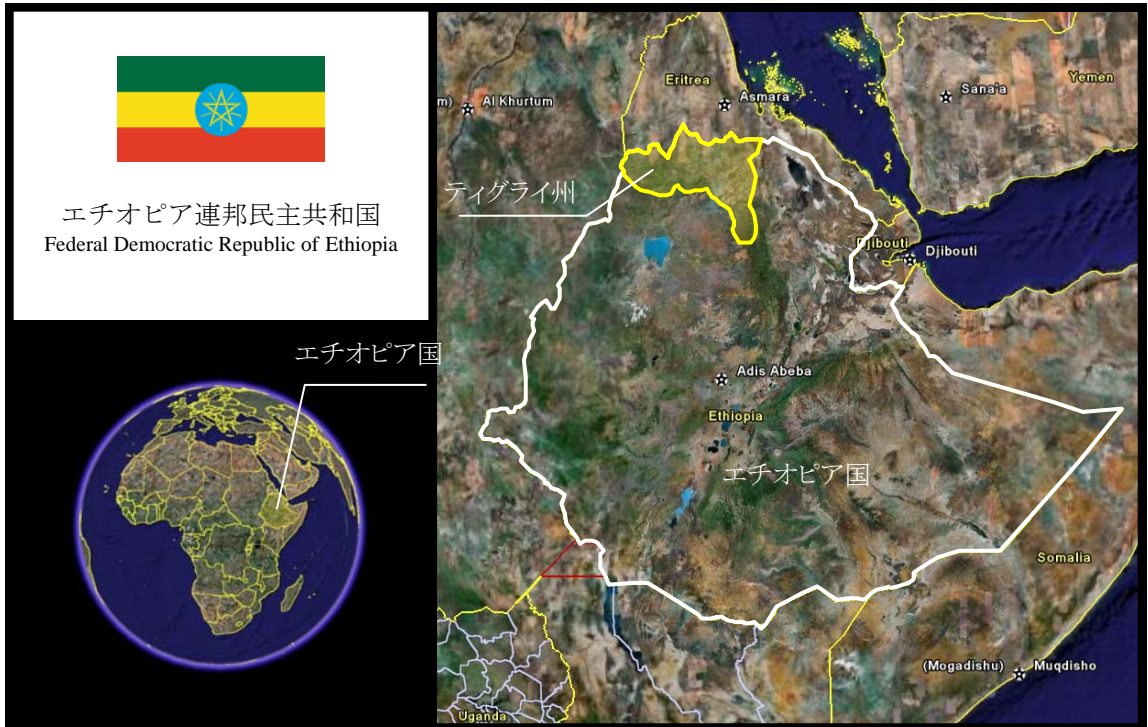 エチオピア連邦民主共和国
Federal Democratic Republic of Ethiopia
エチオピア国
m)
Al Khurtum
Eritrea
Asmara
Sana'a
Yemen
ティグライ州
Djibouti
Djibouti
Adis Abeba
Ethiopia
エチオピア国
Somalia
(Mogadishu)
Muqdisho
Uganda